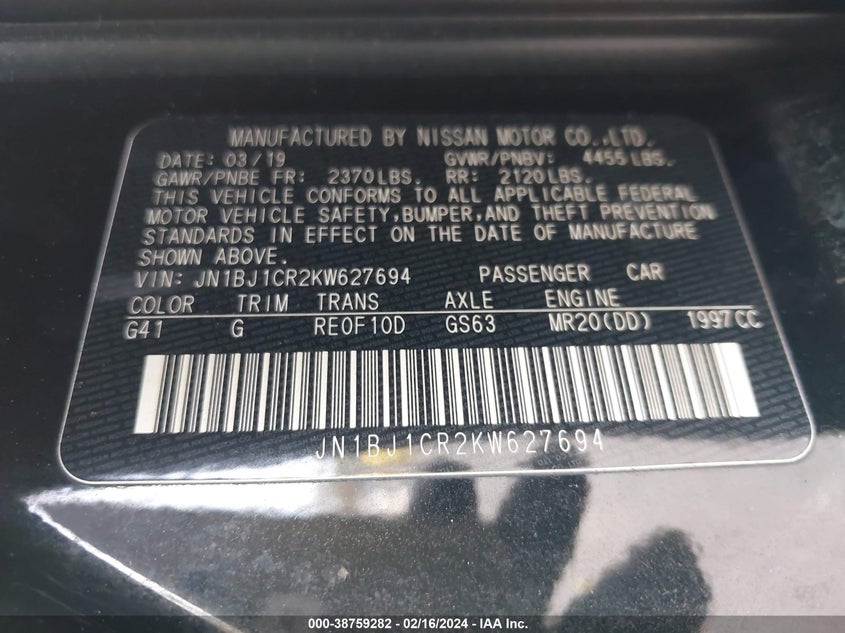 MANUFACTURED BY NISSAN MOTOR CO.,LTD.
DATE: 03/19 GVWR/PNBV: 4455 LBS.
GAWR/PNBE FR: 2370 LBS. RR: 2120 LBS.
THIS VEHICLE CONFORMS TO ALL APPLICABLE FEDERAL
MOTOR VEHICLE SAFETY,BUMPER,AND THEFT PREVENTION
STANDARDS IN EFFECT ON THE DATE OF MANUFACTURE
SHOWN ABOVE.
VIN: JN1BJ1CR2KW627694 PASSENGER CAR
COLOR TRIM TRANS AXLE ENGINE
G41 G RE0F10D GS63 MR20(DD) 1997CC
JN1BJ1CR2KW627694
000-38759282 - 02/16/2024 - IAA Inc.